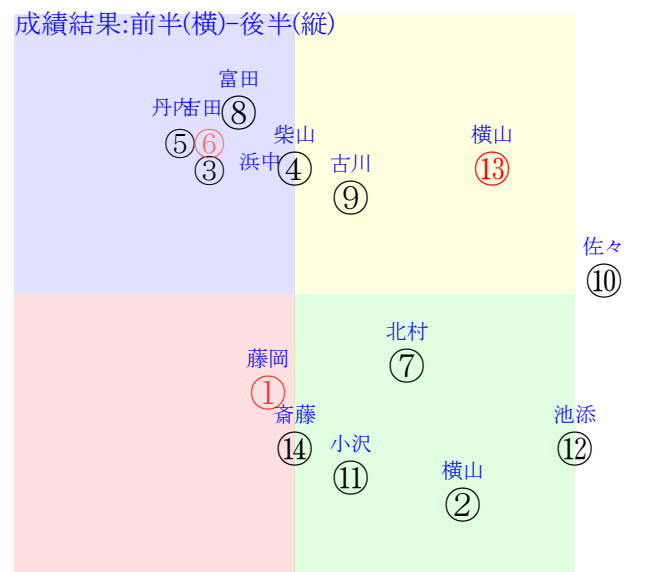 成績結果:前半(横)-後半(縦)
富田
⑧
丹内
⑤
吉田
⑥
③
浜中
柴山
④
古川
⑨
横山
⑬
佐々
⑩
北村
⑦
藤岡
①
斎藤
⑭
小沢
⑪
横山
②
池添
⑫